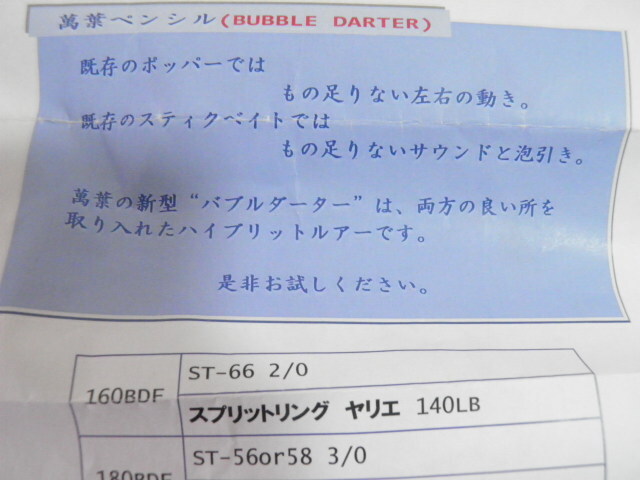 萬葉ペンシル(BUBBLE DARTER)
既存のポッパーでは
もの足りない左右の動き。
既存のスティクベイトでは
もの足りないサウンドと泡引き。
萬葉の新型“バブルダーター”は、両方の良い所を
取り入れたハイブリットルアーです。
是非お試しください。
160BDF
ST-66 2/0
スプリットリング ヤリエ 140LB
180BDF
ST-56or58 3/0